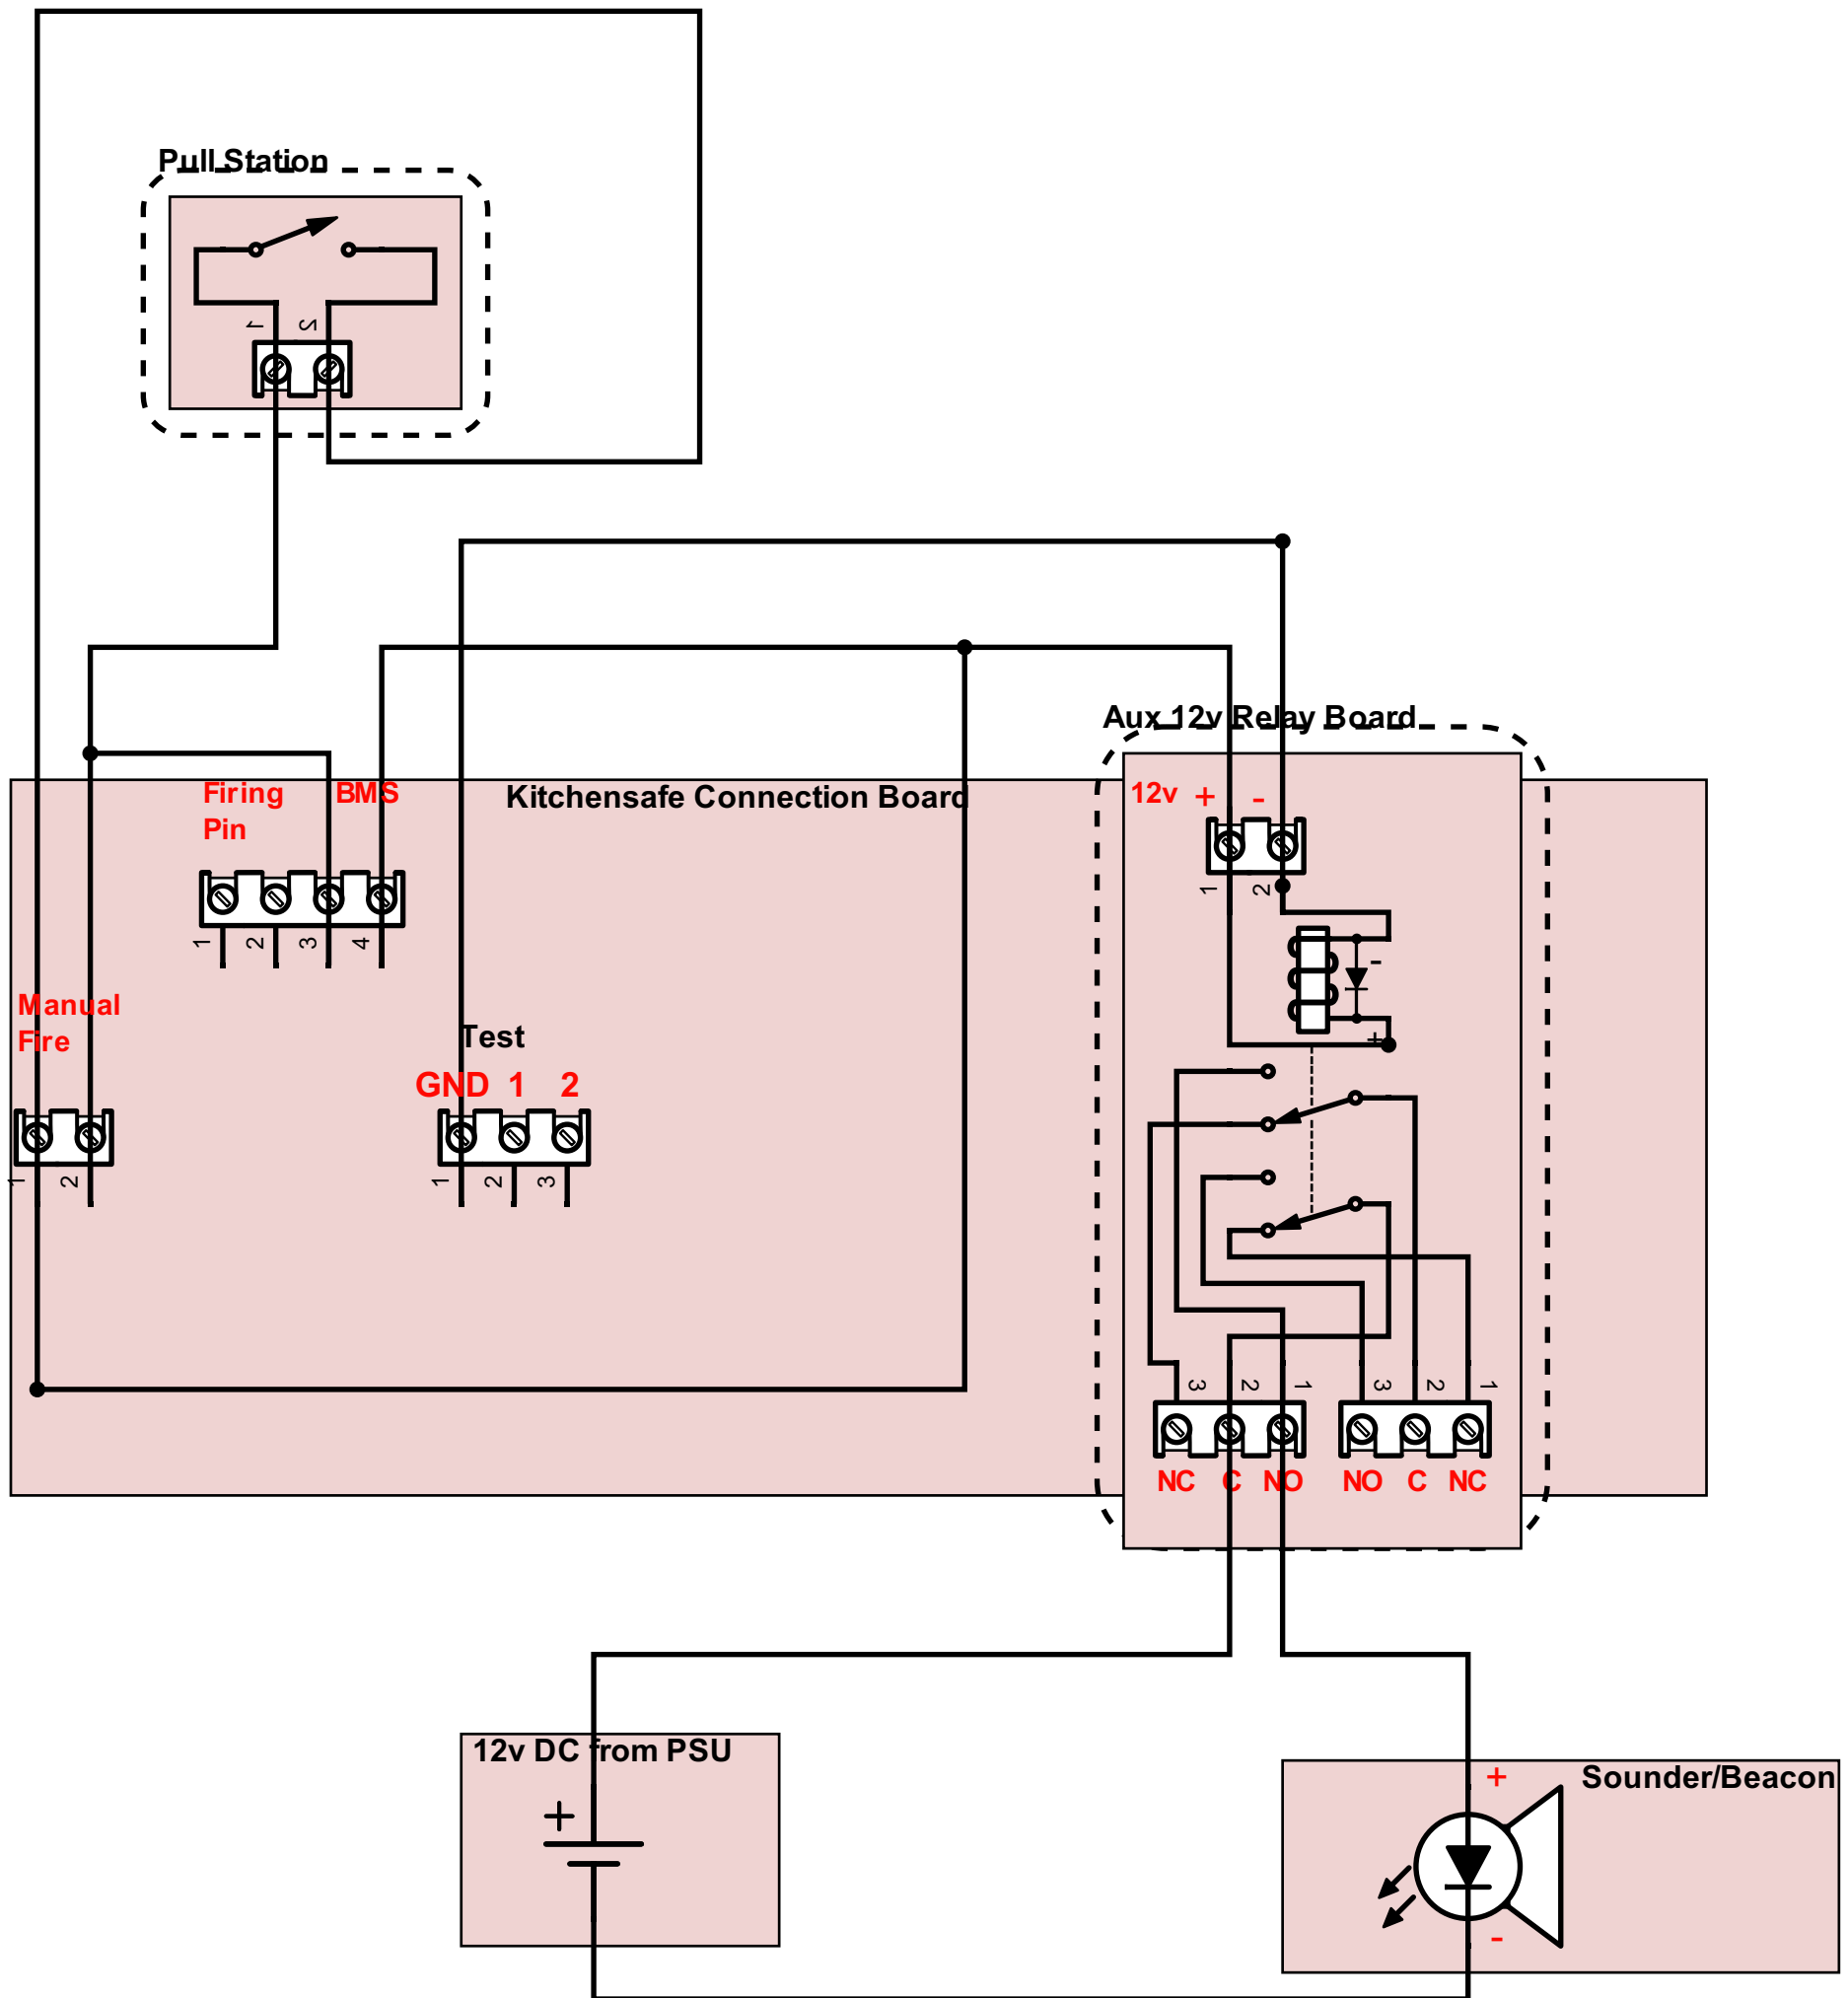 Pull Station
1 2
Aux 12v Relay Board
Firing
Pin
BMS
Kitchensafe Connection Board
12v + -
1 2
1 2 3 4
-
+
Manual
Fire
Test
GND 1 2
1 2
1 2 3
3 2 1
3 2 1
NC C NO
NO C NC
12v DC from PSU
+
+
Sounder/Beacon
-